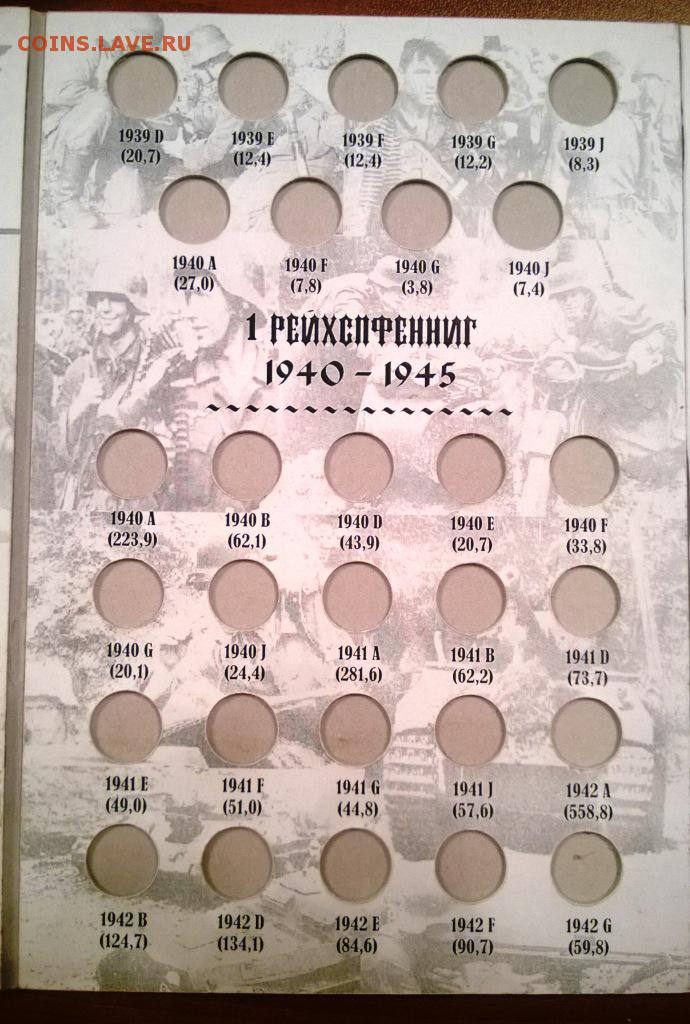 COINS.LAVE.RU
1939 D 1939 E 1939 F 1939 G 1939 J
(20,7) (12,4) (12,4) (12,2) (8,3)
1940 A 1940 F 1940 G 1940 J
(27,0) (7,8) (3,8) (7,4)
1 РЕЙХСПФЕННИГ
1940 – 1945
1940 A 1940 B 1940 D 1940 E 1940 F
(223,9) (62,1) (43,9) (20,7) (33,8)
1940 G 1940 J 1941 A 1941 B 1941 D
(20,1) (24,4) (281,6) (62,2) (73,7)
1941 E 1941 F 1941 G 1941 J 1942 A
(49,0) (51,0) (44,8) (57,6) (558,8)
1942 B 1942 D 1942 E 1942 F 1942 G
(124,7) (134,1) (84,6) (90,7) (59,8)